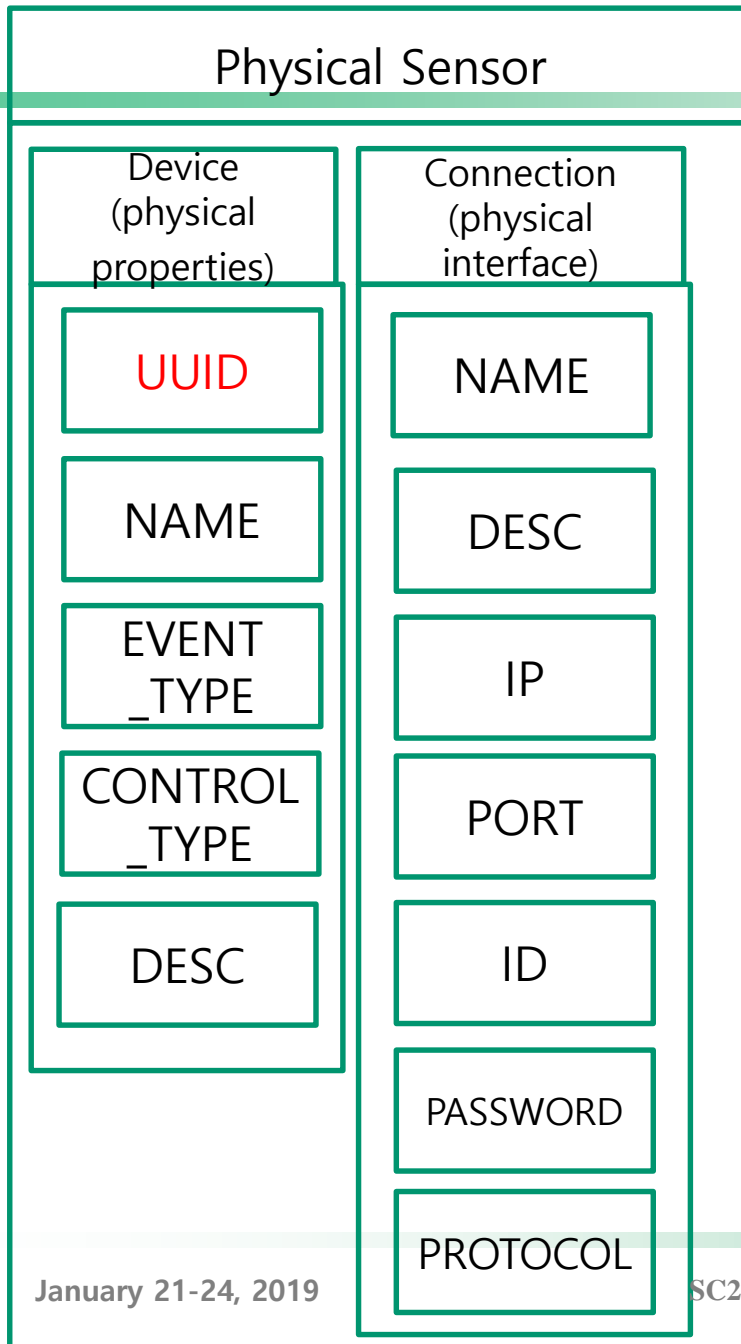 Physical Sensor
Device
(physical
properties)
UUID
NAME
EVENT
_TYPE
CONTROL
_TYPE
DESC
Connection
(physical
interface)
NAME
DESC
IP
PORT
ID
PASSWORD
PROTOCOL
January 21-24, 2019
SC2